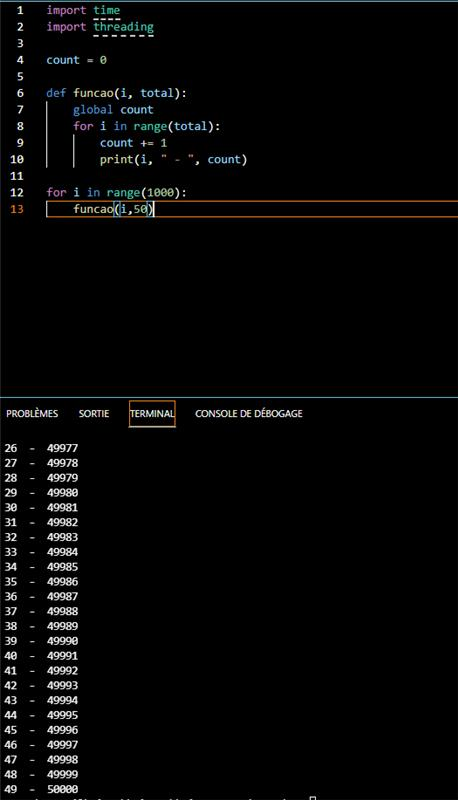 1 import time
2 import threading
3
4 count = 0
5
6 def funcao(i, total):
7     global count
8     for i in range(total):
9         count += 1
10         print(i, " - ", count)
11
12 for i in range(1000):
13     funcao(i,50)
PROBLÈMES SORTIE TERMINAL CONSOLE DE DÉBOGAGE
26  -  49977
27  -  49978
28  -  49979
29  -  49980
30  -  49981
31  -  49982
32  -  49983
33  -  49984
34  -  49985
35  -  49986
36  -  49987
37  -  49988
38  -  49989
39  -  49990
40  -  49991
41  -  49992
42  -  49993
43  -  49994
44  -  49995
45  -  49996
46  -  49997
47  -  49998
48  -  49999
49  -  50000